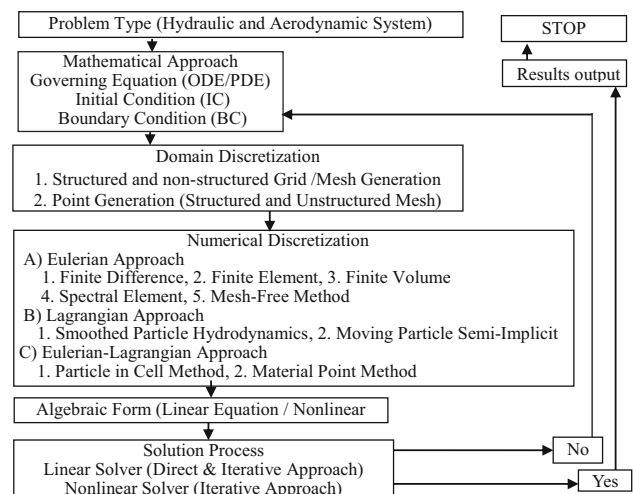 Problem Type (Hydraulic and Aerodynamic System)
STOP
Results output
Mathematical Approach
Governing Equation (ODE/PDE)
Initial Condition (IC)
Boundary Condition (BC)
Domain Discretization
1. Structured and non-structured Grid /Mesh Generation
2. Point Generation (Structured and Unstructured Mesh)
Numerical Discretization
A) Eulerian Approach
1. Finite Difference, 2. Finite Element, 3. Finite Volume
4. Spectral Element, 5. Mesh-Free Method
B) Lagrangian Approach
1. Smoothed Particle Hydrodynamics, 2. Moving Particle Semi-Implicit
C) Eulerian-Lagrangian Approach
1. Particle in Cell Method, 2. Material Point Method
Algebraic Form (Linear Equation / Nonlinear
Solution Process
Linear Solver (Direct & Iterative Approach)
Nonlinear Solver (Iterative Approach)
No
Yes